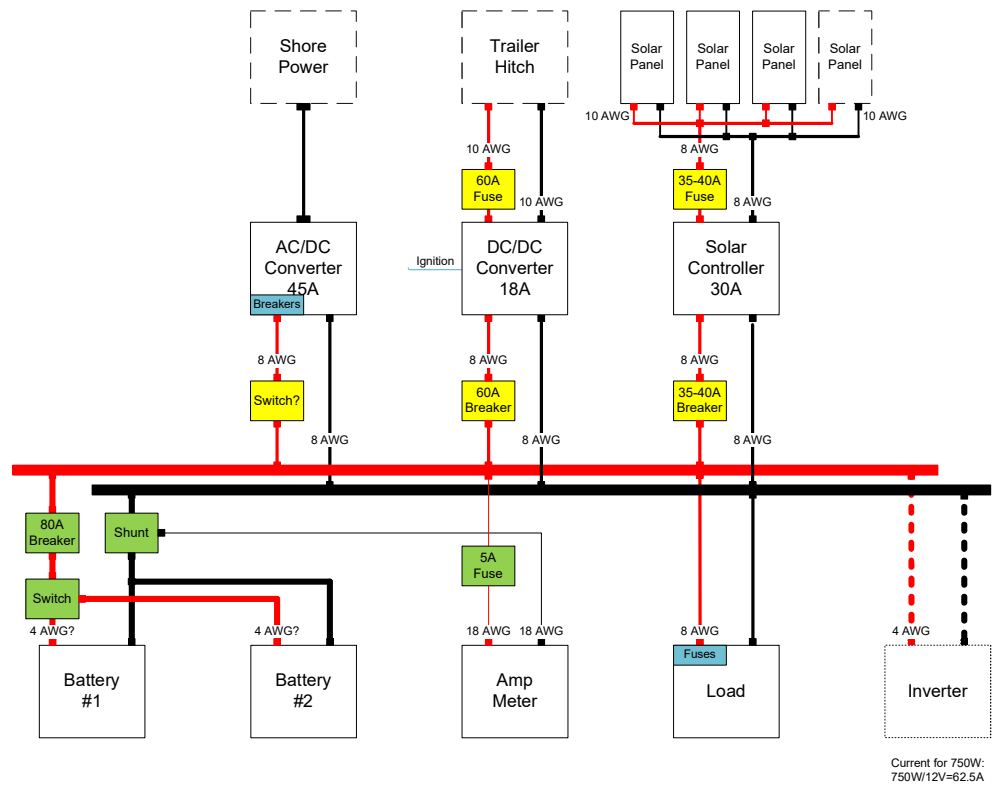 Shore
Power
Trailer
Hitch
Solar
Panel
Solar
Panel
Solar
Panel
Solar
Panel
10 AWG
10 AWG
10 AWG
8 AWG
60A
Fuse
35-40A
Fuse
10 AWG
8 AWG
AC/DC
Converter
45A
Breakers
Ignition
DC/DC
Converter
18A
Solar
Controller
30A
8 AWG
8 AWG
8 AWG
Switch?
60A
Breaker
35-40A
Breaker
8 AWG
8 AWG
8 AWG
80A
Breaker
Shunt
5A
Fuse
Switch
4 AWG?
4 AWG?
18 AWG
18 AWG
8 AWG
4 AWG
Battery
#1
Battery
#2
Amp
Meter
Fuses
Load
Inverter
Current for 750W:
750W/12V=62.5A